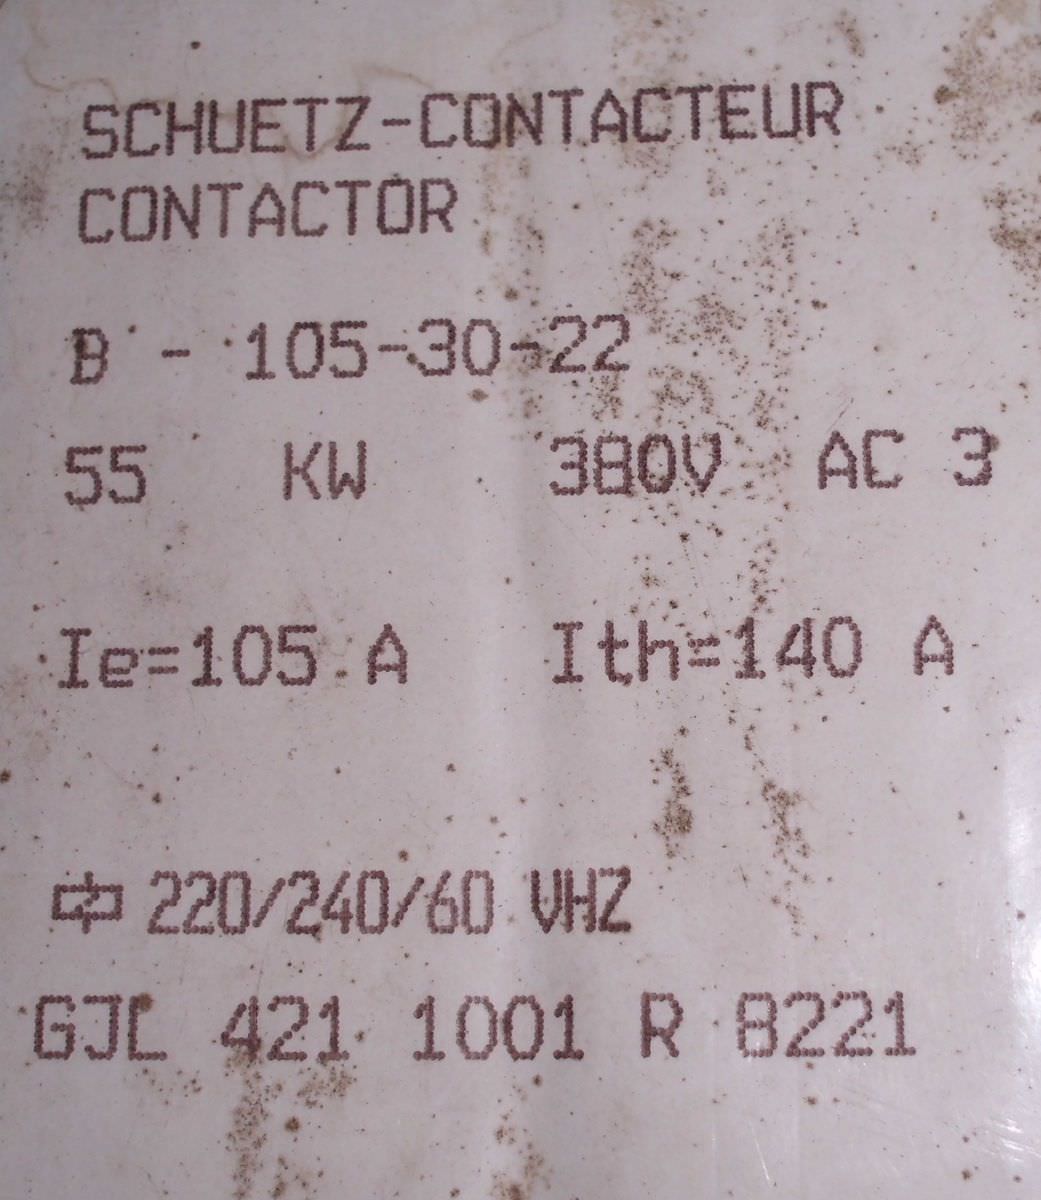 SCHUETZ-CONTACTEUR
CONTACTOR
B - 105-30-22
55 KW 380V AC 3
Ie=105 A Ith=140 A
220/240/60 VHZ
GJL 421 1001 R 8221